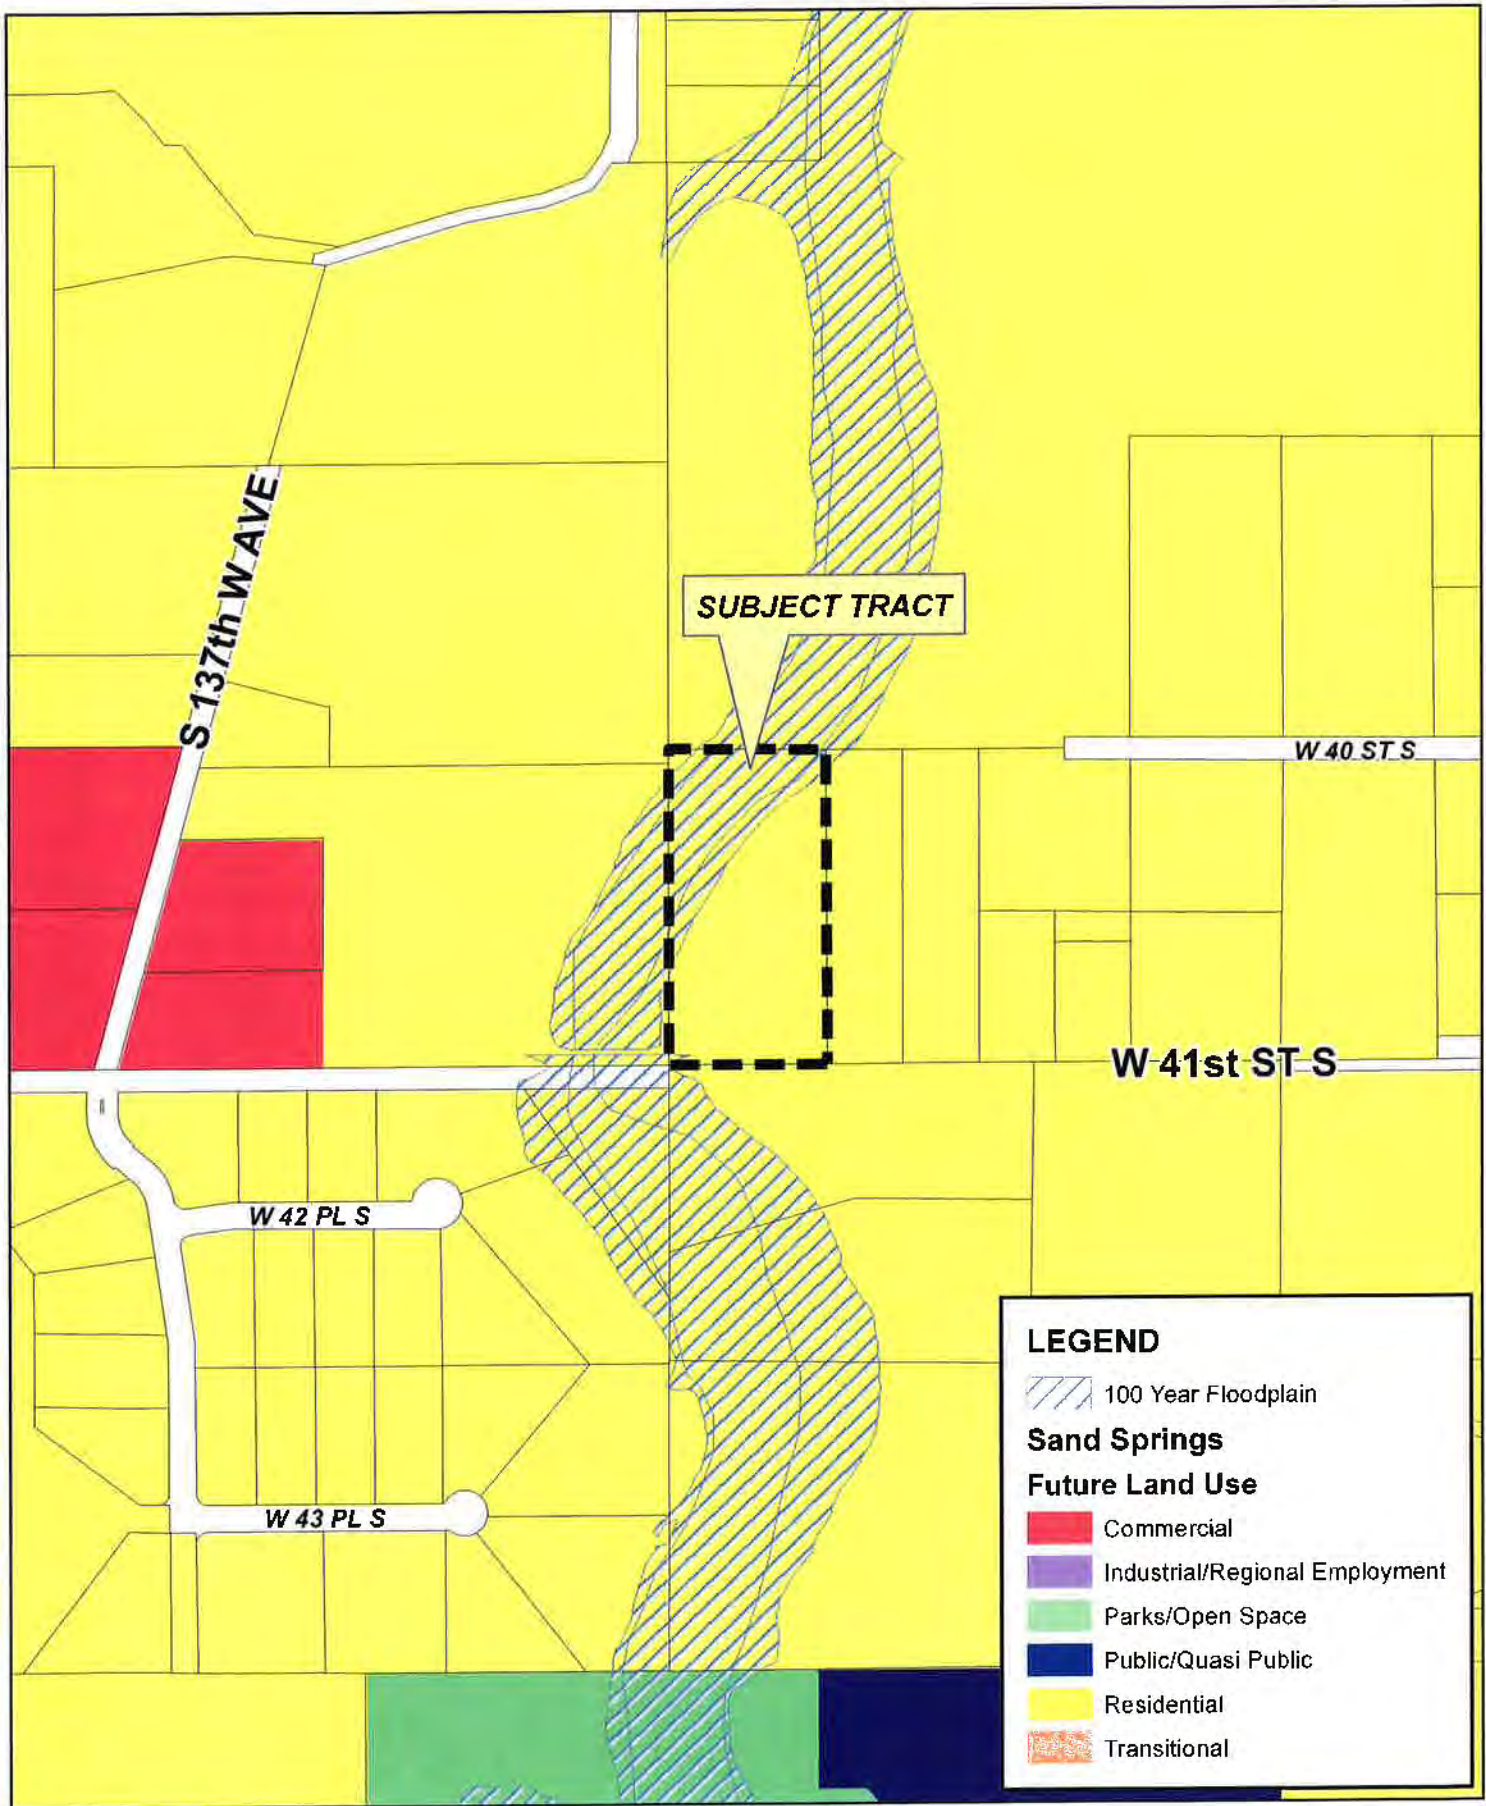 S 137th W AVE
SUBJECT TRACT
W 40 ST S
W 41st ST S
W 42 PL S
W 43 PL S
LEGEND
100 Year Floodplain
Sand Springs
Future Land Use
Commercial
Industrial/Regional Employment
Parks/Open Space
Public/Quasi Public
Residential
Transitional